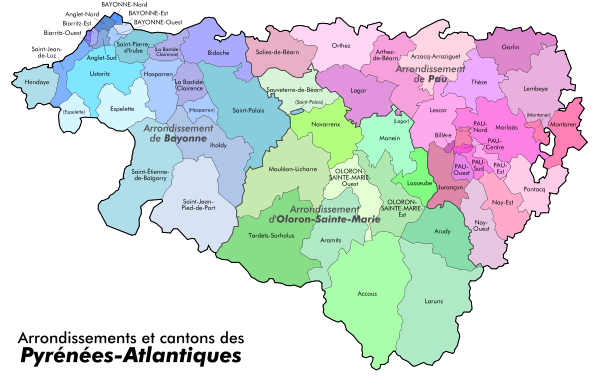 BAYONNE-Nord
Anglet-Nord
BAYONNE-Est
Biarritz-Est
BAYONNE-Ouest
Biarritz-Ouest
Saint-Jean-
de-Luz
Saint-Pierre-
d'Irube
(La Bastide-
Clairence)
Bidache
Anglet-Sud
Hendaye
Ustaritz
Hasparren
La Bastide-
Clairence
(Espelette)
Espelette
(Hasparren)
Saint-Palais
Arrondissement
de Bayonne
Iholdy
Saint-Étienne-
de-Baïgorry
Saint-Jean-
Pied-de-Port
Salies-de-Béarn
Orthez
Arthez-
de-Béarn
Arzacq-Arraziguet
Garlin
Arrondissement
de Pau
Thèze
Lembeye
Sauveterre-de-Béarn
(Saint-Palais)
Lagor
Lescar
(Montaner)
Montaner
Navarrenx
(Lagor)
Monein
Billère
PAU-
Nord
Morlaàs
PAU-
Centre
PAU-
Ouest
PAU-
Sud
PAU-
Est
Pontacq
Mauléon-Licharre
OLORON-
SAINTE-MARIE-
Ouest
Lasseube
Jurançon
Nay-Est
Nay-
Ouest
Arrondissement
d'Oloron-Sainte-Marie
OLORON-
SAINTE-MARIE-
Est
Tardets-Sorholus
Aramits
Arudy
Accous
Laruns
Arrondissements et cantons des
Pyrénées-Atlantiques